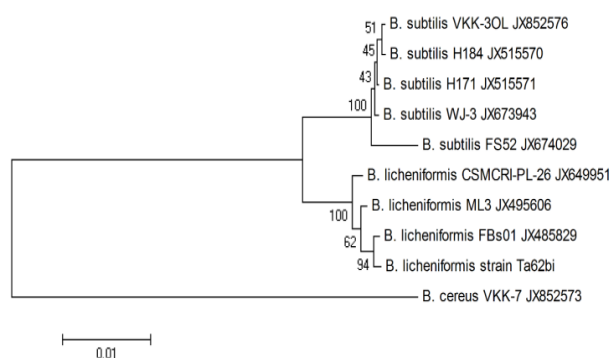 51
B. subtilis VKK-3OL JX852576
45
B. subtilis H184 JX515570
43
B. subtilis H171 JX515571
100
B. subtilis WJ-3 JX673943
B. subtilis FS52 JX674029
B. licheniformis CSMCRI-PL-26 JX649951
100
B. licheniformis ML3 JX495606
62
B. licheniformis FBs01 JX485829
94
B. licheniformis strain Ta62bi
B. cereus VKK-7 JX852573
0.01